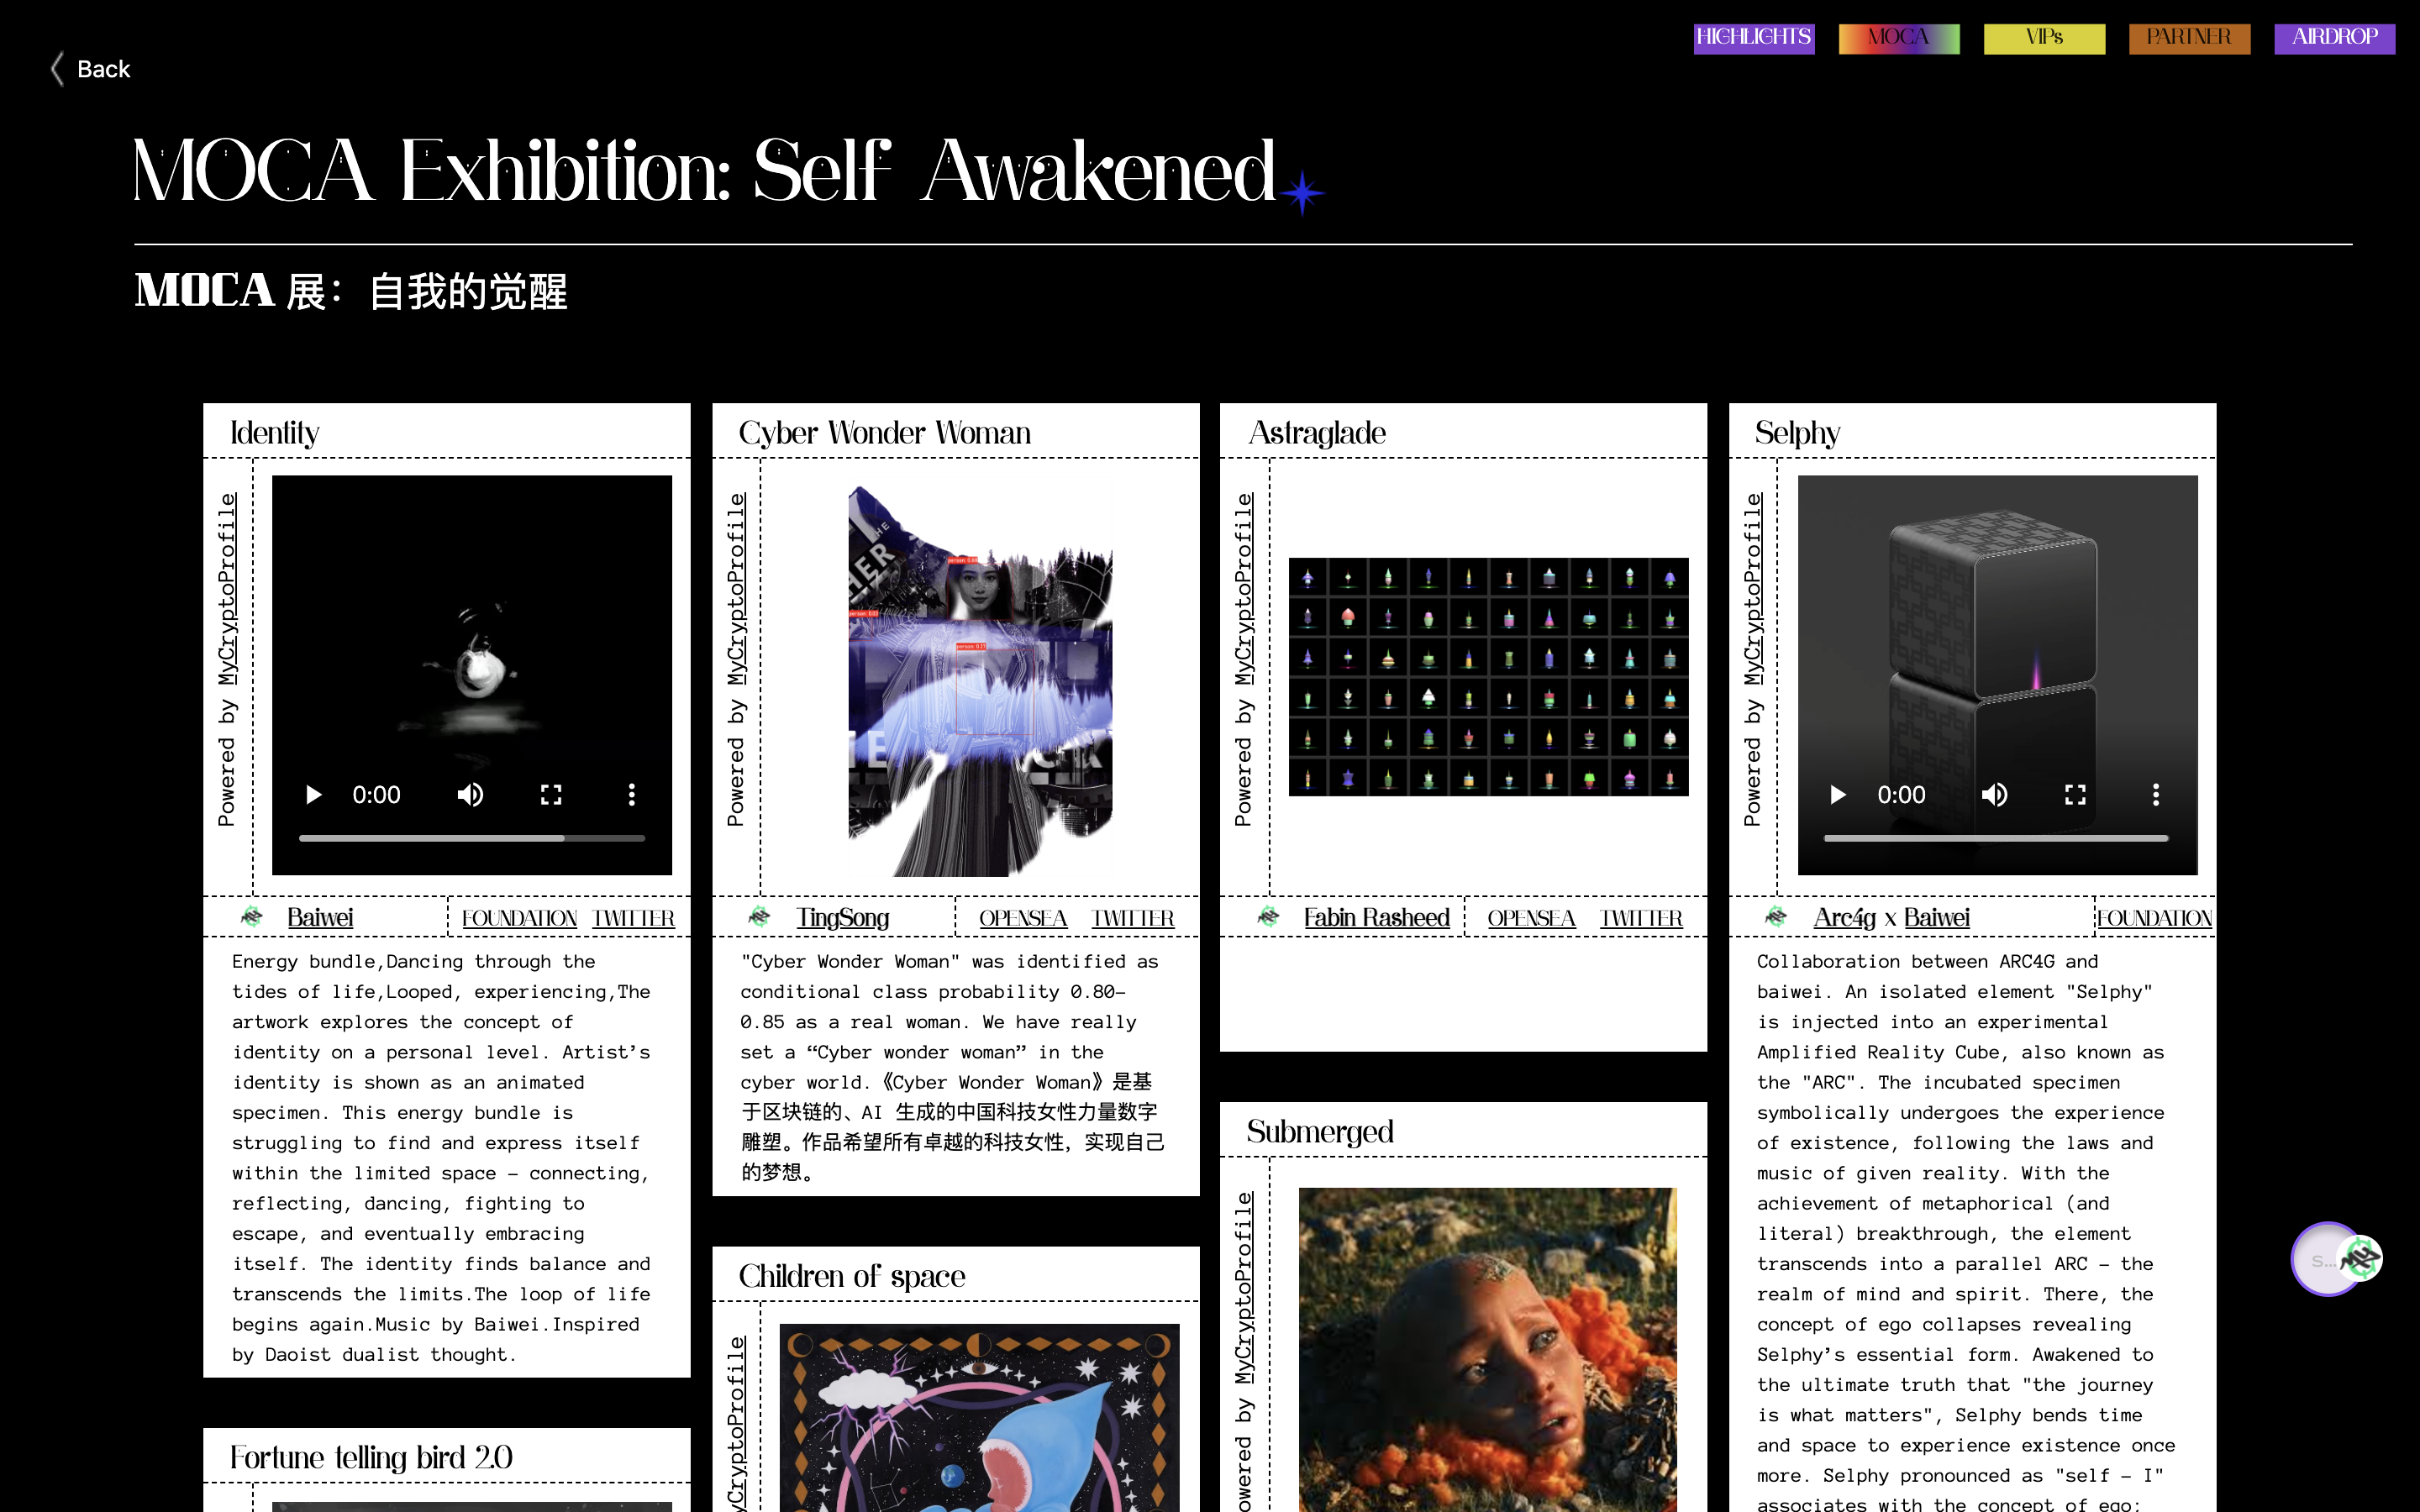 Back
HIGHLIGHTS
MOCA
VIPs
PARTNER
AIRDROP
MOCA Exhibition: Self Awakened
MOCA 展：自我的觉醒
Identity
Powered by MyCryptoProfile
0:00
Baiwei
FOUNDATION TWITTER
Energy bundle,Dancing through the
tides of life,Looped, experiencing,The
artwork explores the concept of
identity on a personal level. Artist’s
identity is shown as an animated
specimen. This energy bundle is
struggling to find and express itself
within the limited space – connecting,
reflecting, dancing, fighting to
escape, and eventually embracing
itself. The identity finds balance and
transcends the limits.The loop of life
begins again.Music by Baiwei.Inspired
by Daoist dualist thought.
Fortune telling bird 2.0
Cyber Wonder Woman
Powered by MyCryptoProfile
TingSong
OPENSEA TWITTER
"Cyber Wonder Woman" was identified as
conditional class probability 0.80–
0.85 as a real woman. We have really
set a “Cyber wonder woman” in the
cyber world.《Cyber Wonder Woman》是基
于区块链的、AI 生成的中国科技女性力量数字
雕塑。作品希望所有卓越的科技女性，实现自己
的梦想。
Children of space
yCryptoProfile
Astraglade
Powered by MyCryptoProfile
Fabin Rasheed
OPENSEA TWITTER
Submerged
owered by MyCryptoProfile
Selphy
Powered by MyCryptoProfile
0:00
Arc4g x Baiwei
FOUNDATION
Collaboration between ARC4G and
baiwei. An isolated element "Selphy"
is injected into an experimental
Amplified Reality Cube, also known as
the "ARC". The incubated specimen
symbolically undergoes the experience
of existence, following the laws and
music of given reality. With the
achievement of metaphorical (and
literal) breakthrough, the element
transcends into a parallel ARC – the
realm of mind and spirit. There, the
concept of ego collapses revealing
Selphy’s essential form. Awakened to
the ultimate truth that "the journey
is what matters", Selphy bends time
and space to experience existence once
more. Selphy pronounced as "self – I"
associates with the concept of ego;
S...